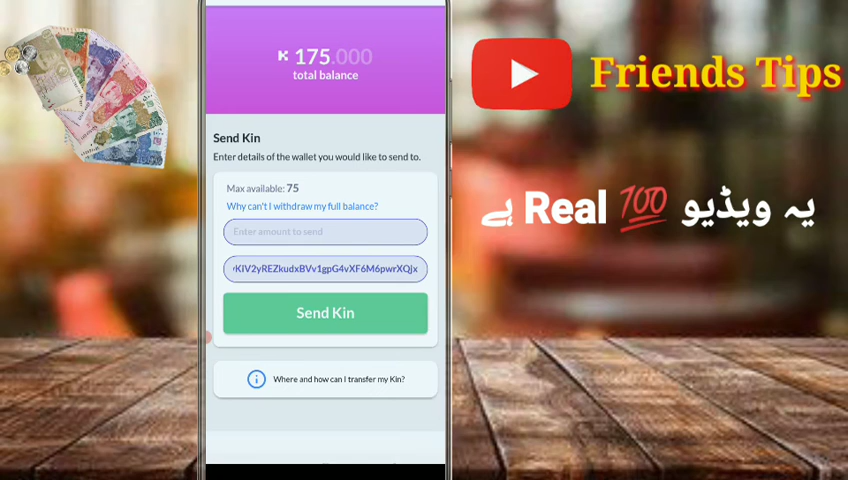 175.000
total balance
Send Kin
Enter details of the wallet you would like to send to.
Max available: 75
Why can't I withdraw my full balance?
Enter amount to send
KIV2yREZkudxBVv1gpG4vXF6M6pwrXQjx
Send Kin
Where and how can I transfer my Kin?
Friends Tips
یہ ویڈیو 💯 Real ہے